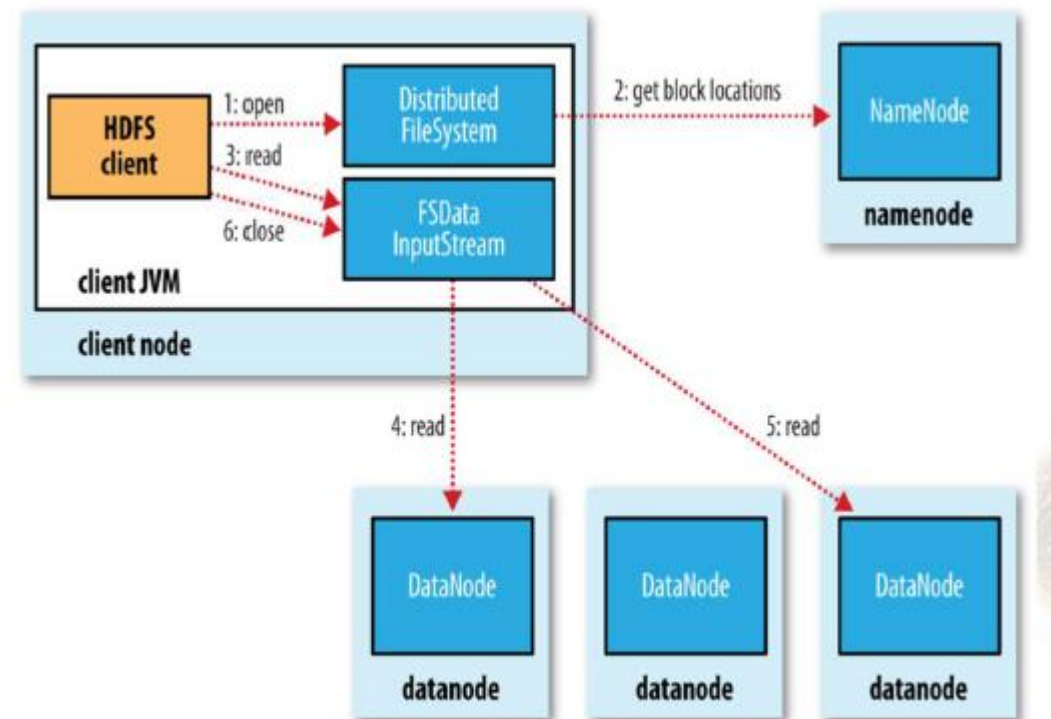 1: open
Distributed
FileSystem
2: get block locations
NameNode
HDFS
client
3: read
6: close
FSData
InputStream
namenode
client JVM
client node
4: read
5: read
DataNode
DataNode
DataNode
datanode
datanode
datanode